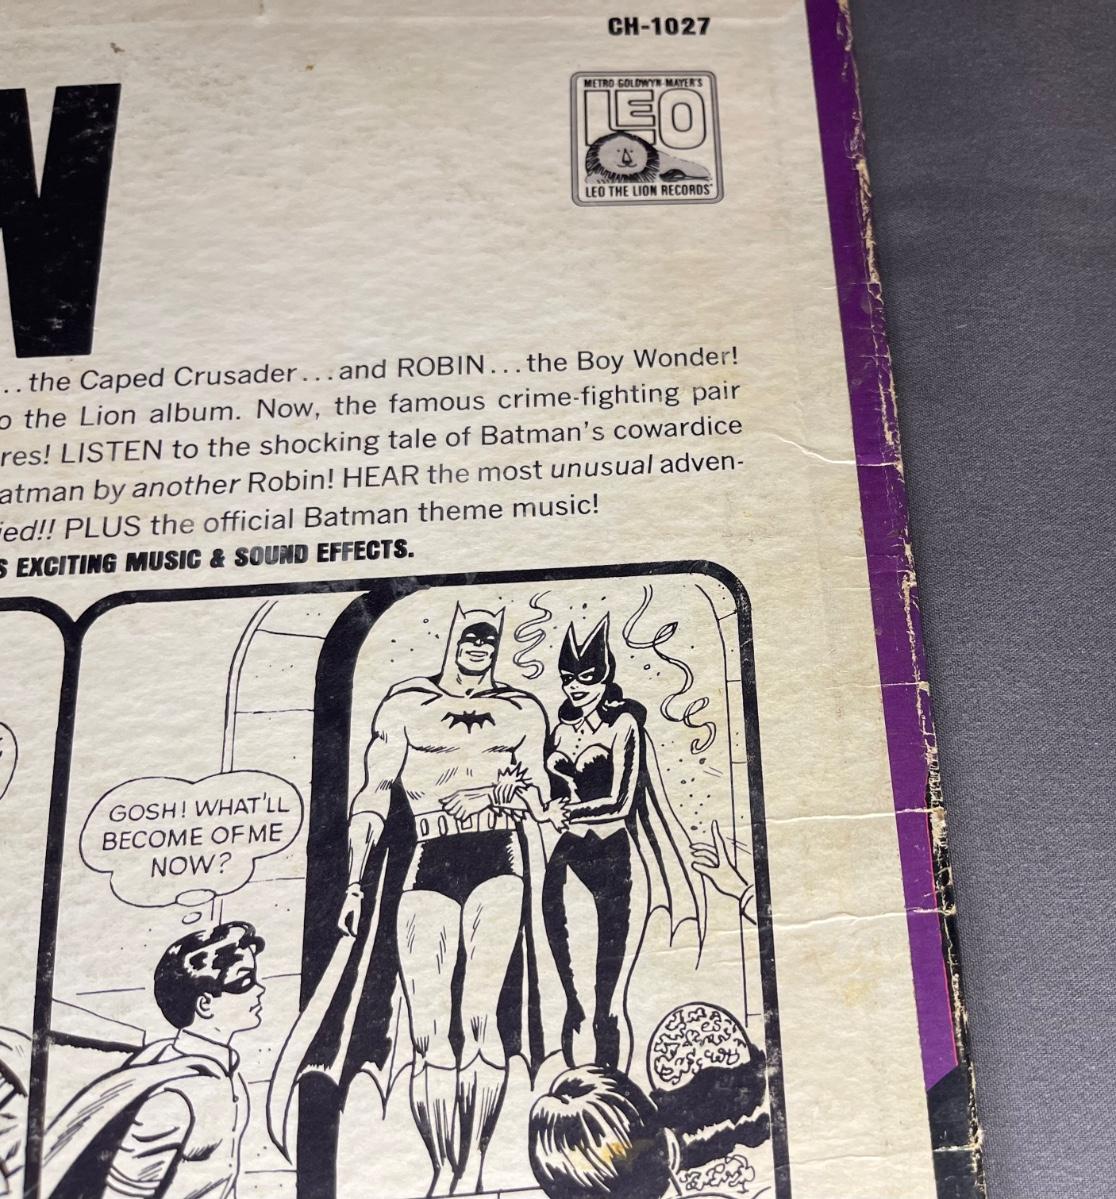 CH-1027
METRO-GOLDWYN-MAYER'S
LEO
LEO THE LION RECORDS
N
...the Caped Crusader...and ROBIN...the Boy Wonder!
o the Lion album. Now, the famous crime-fighting pair
res! LISTEN to the shocking tale of Batman's cowardice
atman by another Robin! HEAR the most unusual adven-
ied!! PLUS the official Batman theme music!
S EXCITING MUSIC & SOUND EFFECTS.
GOSH! WHAT'LL
BECOME OF ME
NOW?